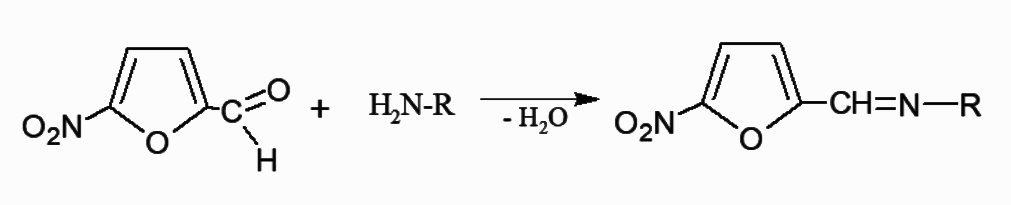 O₂N O C O H + H₂N-R - H₂O O₂N O CH=N—R